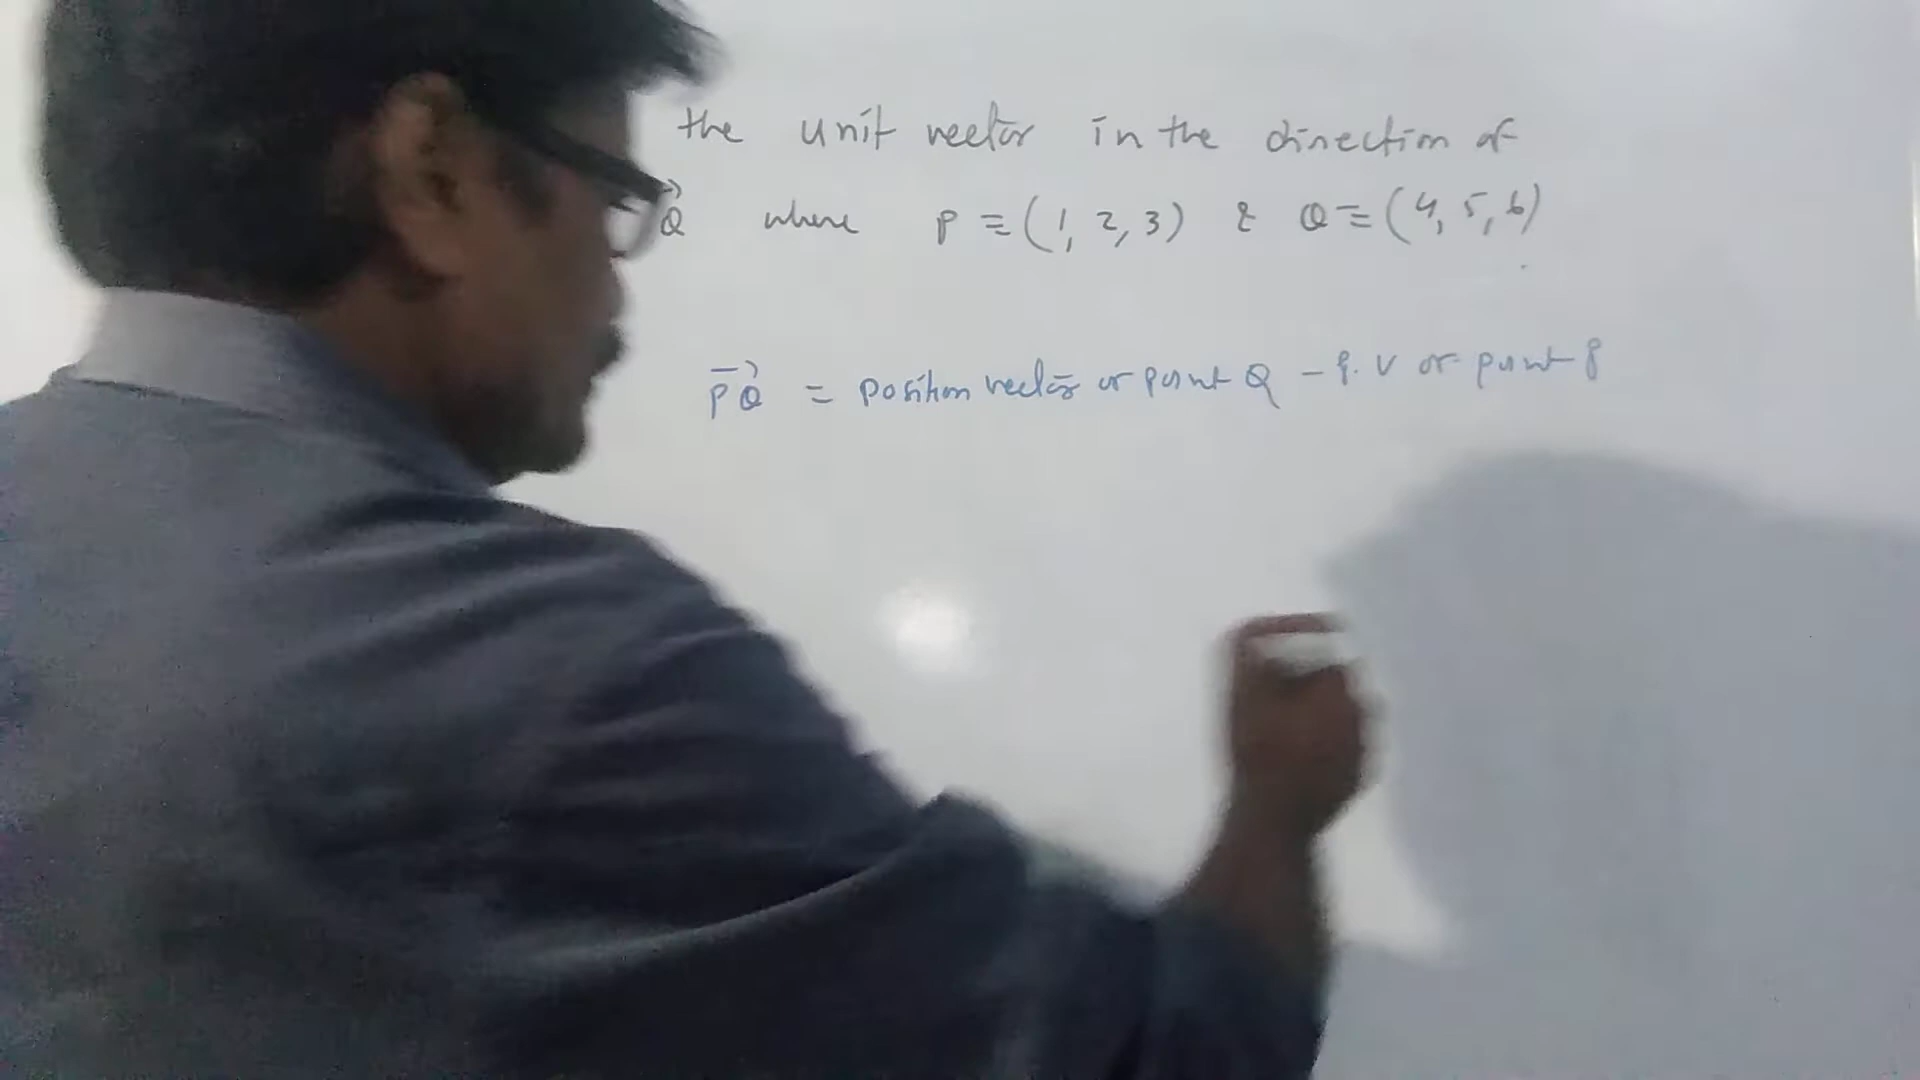 the unit vector in the direction of
Q⃗ where P ≡ (1, 2, 3) & Q ≡ (4, 5, 6)
P⃗Q⃗ = position vector of point Q - P.V of point P